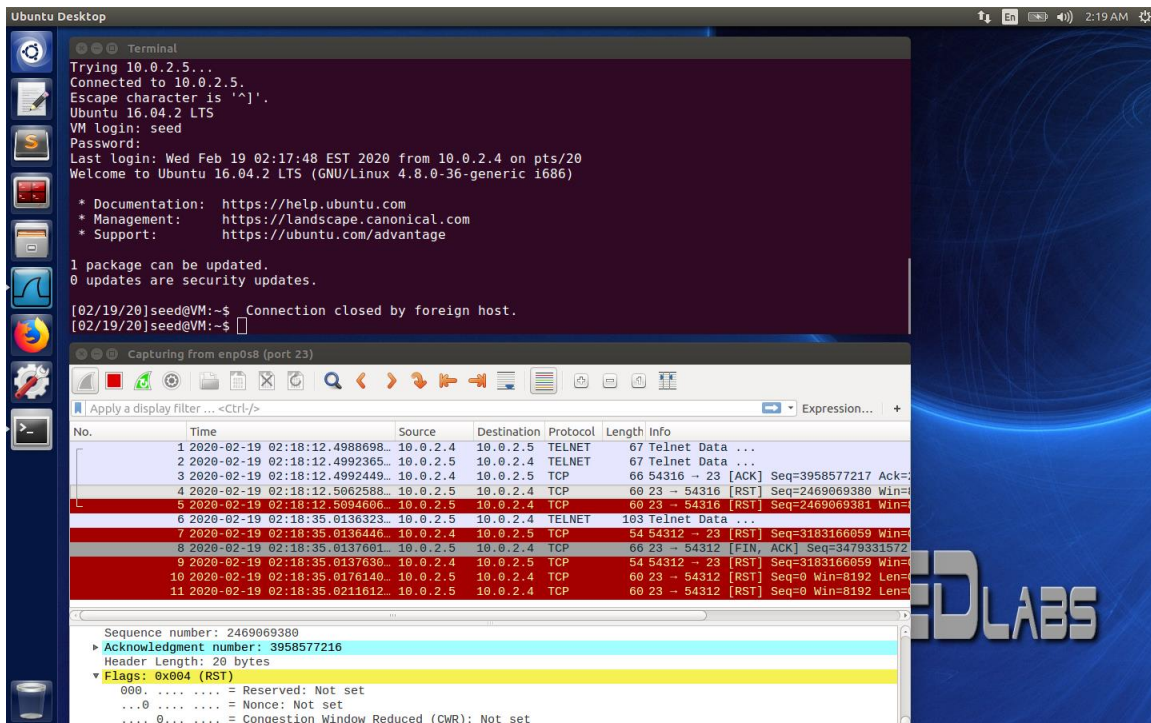 Ubuntu Desktop
En 2:19 AM
Terminal
Trying 10.0.2.5...
Connected to 10.0.2.5.
Escape character is '^]'.
Ubuntu 16.04.2 LTS
VM login: seed
Password:
Last login: Wed Feb 19 02:17:48 EST 2020 from 10.0.2.4 on pts/20
Welcome to Ubuntu 16.04.2 LTS (GNU/Linux 4.8.0-36-generic i686)
* Documentation: https://help.ubuntu.com
* Management: https://landscape.canonical.com
* Support: https://ubuntu.com/advantage
1 package can be updated.
0 updates are security updates.
[02/19/20]seed@VM:~$ Connection closed by foreign host.
[02/19/20]seed@VM:~$
Capturing from enp0s8 (port 23)
Apply a display filter ... <Ctrl-/> Expression... +
No. Time Source Destination Protocol Length Info
1 2020-02-19 02:18:12.4988698… 10.0.2.4 10.0.2.5 TELNET 67 Telnet Data ...
2 2020-02-19 02:18:12.4992365… 10.0.2.5 10.0.2.4 TELNET 67 Telnet Data ...
3 2020-02-19 02:18:12.4992449… 10.0.2.4 10.0.2.5 TCP 66 54316 → 23 [ACK] Seq=3958577217 Ack=
4 2020-02-19 02:18:12.5062588… 10.0.2.5 10.0.2.4 TCP 60 23 → 54316 [RST] Seq=2469069380 Win=
5 2020-02-19 02:18:12.5094606… 10.0.2.5 10.0.2.4 TCP 60 23 → 54316 [RST] Seq=2469069381 Win=
6 2020-02-19 02:18:35.0136323… 10.0.2.5 10.0.2.4 TELNET 103 Telnet Data ...
7 2020-02-19 02:18:35.0136446… 10.0.2.4 10.0.2.5 TCP 54 54312 → 23 [RST] Seq=3183166059 Win=
8 2020-02-19 02:18:35.0137601… 10.0.2.5 10.0.2.4 TCP 66 23 → 54312 [FIN, ACK] Seq=3479331572
9 2020-02-19 02:18:35.0137630… 10.0.2.4 10.0.2.5 TCP 54 54312 → 23 [RST] Seq=3183166059 Win=
10 2020-02-19 02:18:35.0176140… 10.0.2.5 10.0.2.4 TCP 60 23 → 54312 [RST] Seq=0 Win=8192 Len=
11 2020-02-19 02:18:35.0211612… 10.0.2.5 10.0.2.4 TCP 60 23 → 54312 [RST] Seq=0 Win=8192 Len=
EDLABS
Sequence number: 2469069380
Acknowledgment number: 3958577216
Header Length: 20 bytes
Flags: 0x004 (RST)
000. .... .... = Reserved: Not set
...0 .... .... = Nonce: Not set
.... 0... .... = Congestion Window Reduced (CWR): Not set